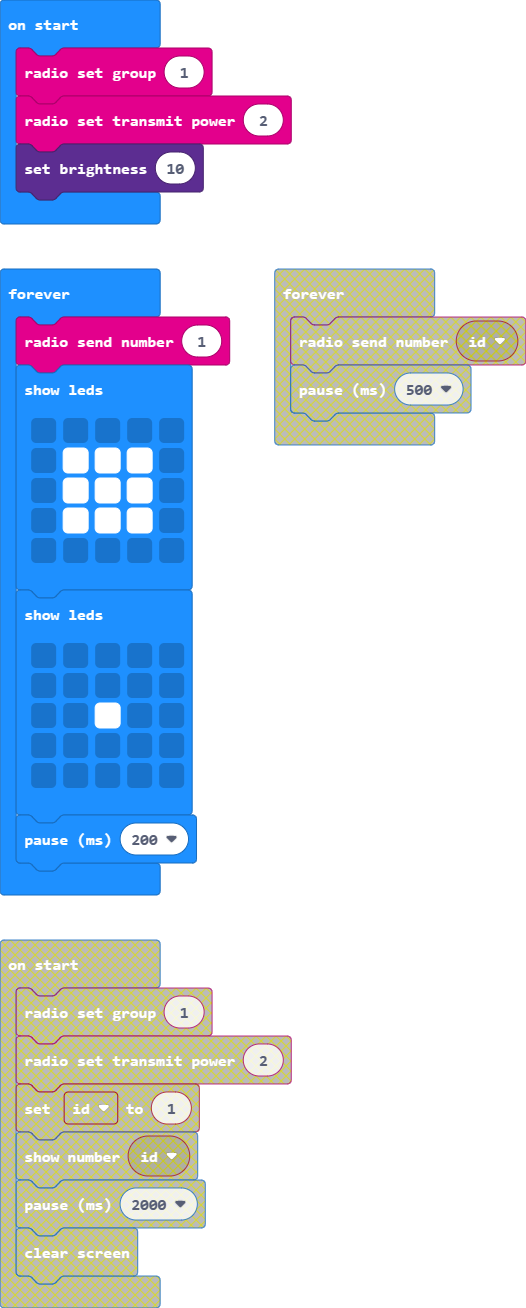 on start
radio set group 1
radio set transmit power 2
set brightness 10
forever
radio send number 1
show leds
show leds
pause (ms) 200
forever
radio send number id
pause (ms) 500
on start
radio set group 1
radio set transmit power 2
set id to 1
show number id
pause (ms) 2000
clear screen